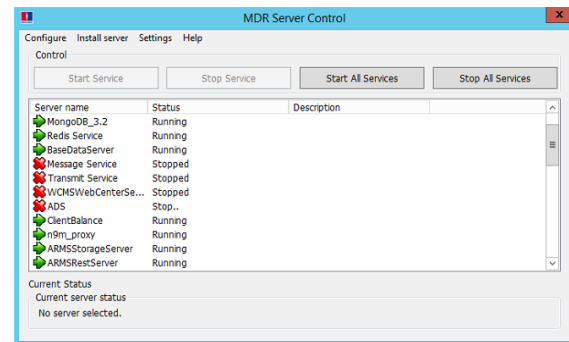 MDR Server Control
Configure Install server Settings Help
Control
Start Service Stop Service Start All Services Stop All Services
Server name Status Description
MongoDB_3.2 Running
Redis Service Running
BaseDataServer Running
Message Service Stopped
Transmit Service Stopped
WCMSWebCenterSe... Stopped
ADS Stop..
ClientBalance Running
n9m_proxy Running
ARMSStorageServer Running
ARMSRestServer Running
Current Status
Current server status
No server selected.